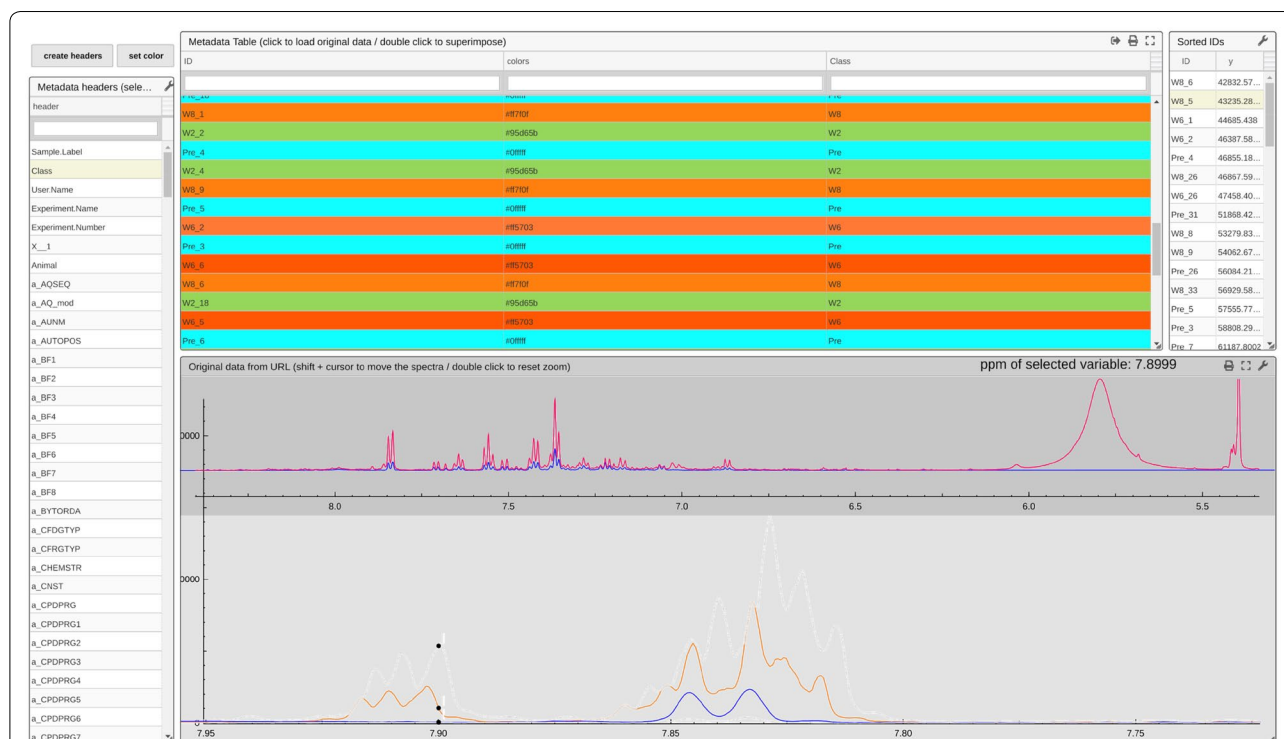 create headers
set color
Metadata headers (sele...
header
Sample.Label
Class
User.Name
Experiment.Name
Experiment.Number
X__1
Animal
a_AQSEQ
a_AQ_mod
a_AUNM
a_AUTOPOS
a_BF1
a_BF2
a_BF3
a_BF4
a_BF5
a_BF6
a_BF7
a_BF8
a_BYTORDA
a_CFDGTYP
a_CFRGTYP
a_CHEMSTR
a_CNST
a_CPDPRG
a_CPDPRG1
a_CPDPRG2
a_CPDPRG3
a_CPDPRG4
a_CPDPRG5
a_CPDPRG6
a_CPDPRG7
Metadata Table (click to load original data / double click to superimpose)
ID colors Class
W8_1 #ff7f0f W8
W2_2 #95d65b W2
Pre_4 #0fffff Pre
W2_4 #95d65b W2
W8_9 #ff7f0f W8
Pre_5 #0fffff Pre
W6_2 #ff5703 W6
Pre_3 #0fffff Pre
W6_6 #ff5703 W6
W8_6 #ff7f0f W8
W2_18 #95d65b W2
W6_5 #ff5703 W6
Pre_6 #0fffff Pre
Sorted IDs
ID y
W8_6 42832.57...
W8_5 43235.28...
W6_1 44685.438
W6_2 46387.58...
Pre_4 46855.18...
W8_26 46867.59...
W6_26 47458.40...
Pre_31 51868.42...
W8_8 53279.83...
W8_9 54062.67...
Pre_26 56084.21...
W8_33 56929.58...
Pre_5 57555.77...
Pre_3 58808.29...
Pre_7 61187.8002
Original data from URL (shift + cursor to move the spectra / double click to reset zoom)
ppm of selected variable: 7.8999
0000
8.0 7.5 7.0 6.5 6.0 5.5
0000
0
7.95 7.90 7.85 7.80 7.75